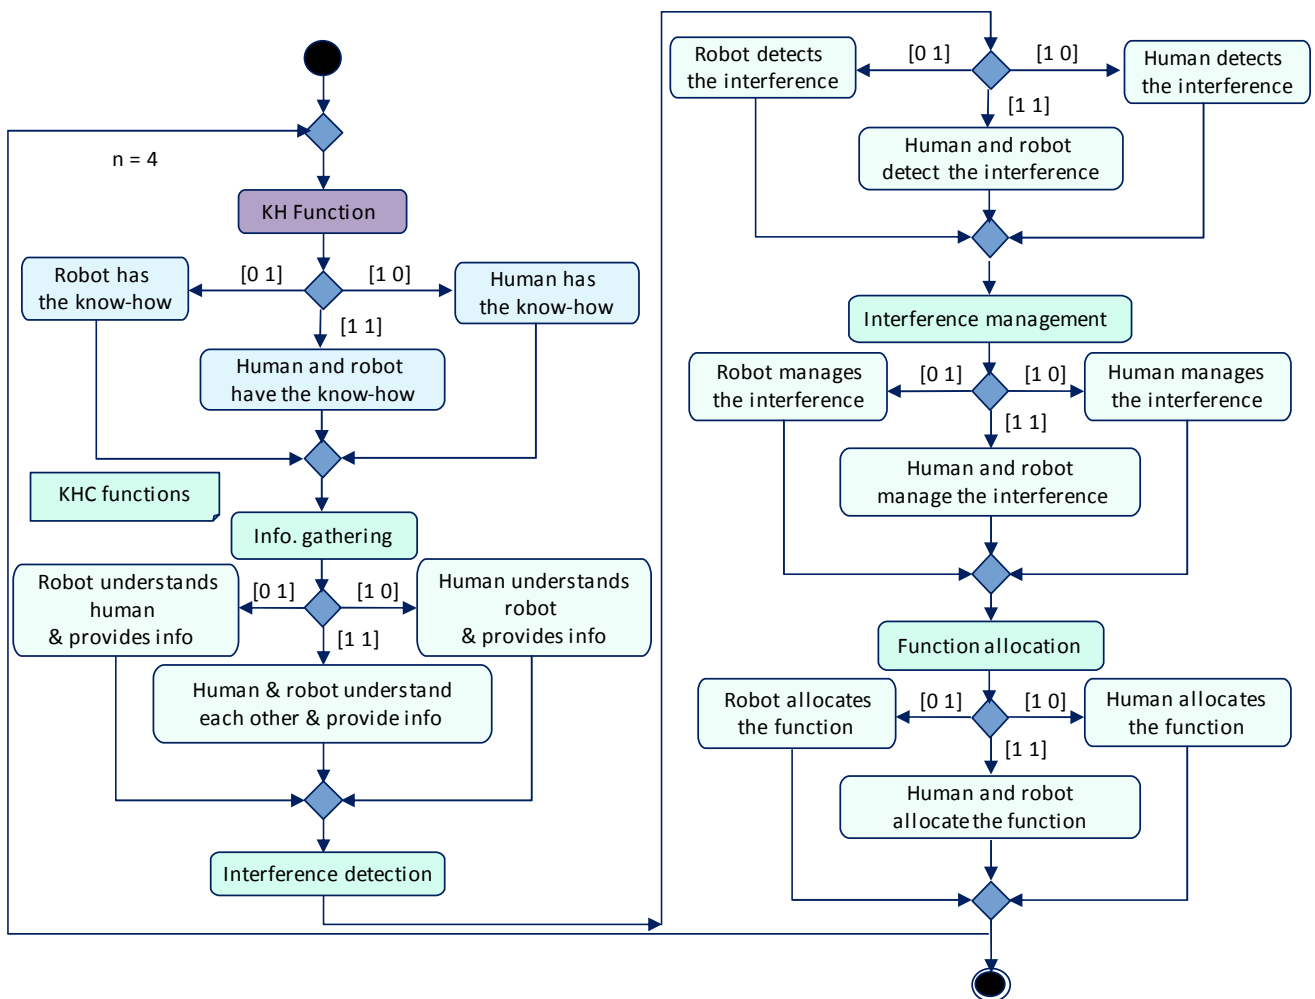 n = 4
KH Function
Robot has
the know-how
[0 1]
[1 0]
Human has
the know-how
[1 1]
Human and robot
have the know-how
KHC functions
Info. gathering
Robot understands
human
& provides info
[0 1]
[1 0]
Human understands
robot
& provides info
[1 1]
Human & robot understand
each other & provide info
Interference detection
Robot detects
the interference
[0 1]
[1 0]
Human detects
the interference
[1 1]
Human and robot
detect the interference
Interference management
Robot manages
the interference
[0 1]
[1 0]
Human manages
the interference
[1 1]
Human and robot
manage the interference
Function allocation
Robot allocates
the function
[0 1]
[1 0]
Human allocates
the function
[1 1]
Human and robot
allocate the function